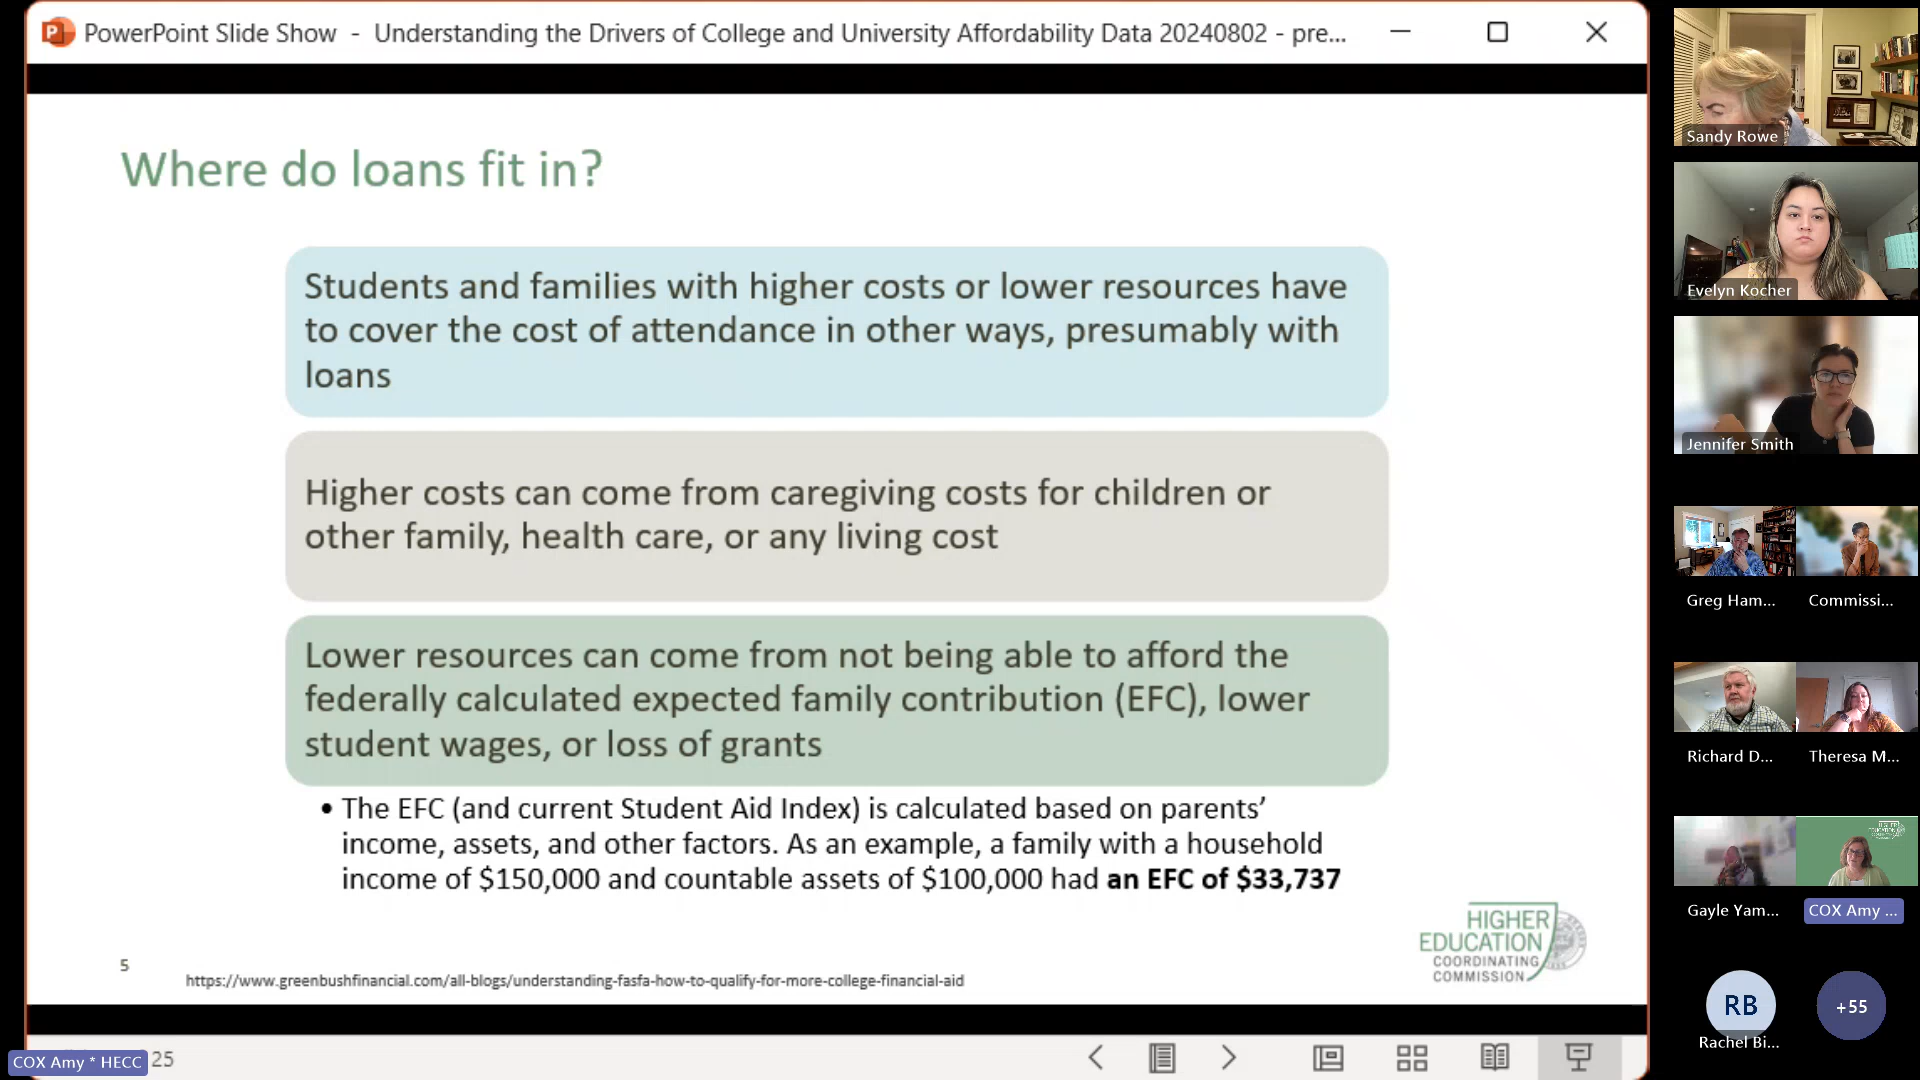 PowerPoint Slide Show - Understanding the Drivers of College and University Affordability Data 20240802 - pre...
Where do loans fit in?
Students and families with higher costs or lower resources have
to cover the cost of attendance in other ways, presumably with
loans
Higher costs can come from caregiving costs for children or
other family, health care, or any living cost
Lower resources can come from not being able to afford the
federally calculated expected family contribution (EFC), lower
student wages, or loss of grants
• The EFC (and current Student Aid Index) is calculated based on parents’
income, assets, and other factors. As an example, a family with a household
income of $150,000 and countable assets of $100,000 had an EFC of $33,737
HIGHER
EDUCATION
COORDINATING
COMMISSION
5
https://www.greenbushfinancial.com/all-blogs/understanding-fasfa-how-to-qualify-for-more-college-financial-aid
COX Amy * HECC
25
Sandy Rowe
Evelyn Kocher
Jennifer Smith
Greg Ham...
Commissi...
Richard D...
Theresa M...
Gayle Yam...
COX Amy ...
RB
+55
Rachel Bi...